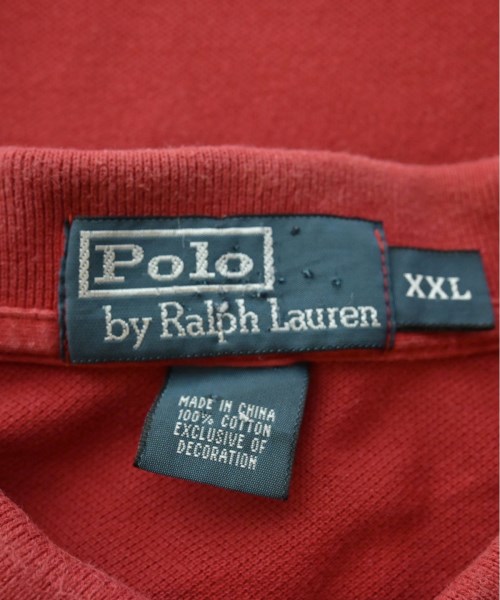 Polo
by Ralph Lauren
XXL
MADE IN CHINA
100% COTTON
EXCLUSIVE OF
DECORATION